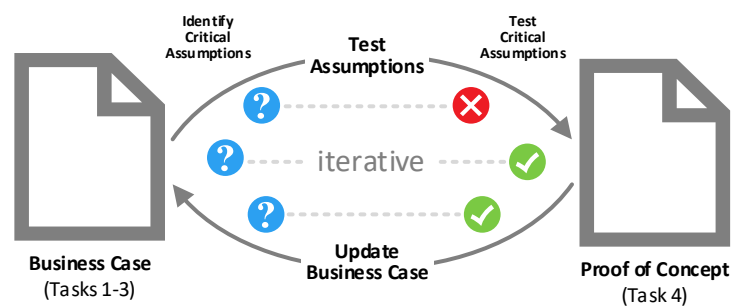 Identify
Critical
Assumptions
Test
Assumptions
Test
Critical
Assumptions
?
?
iterative
?
Update
Business Case
Business Case
(Tasks 1-3)
Proof of Concept
(Task 4)